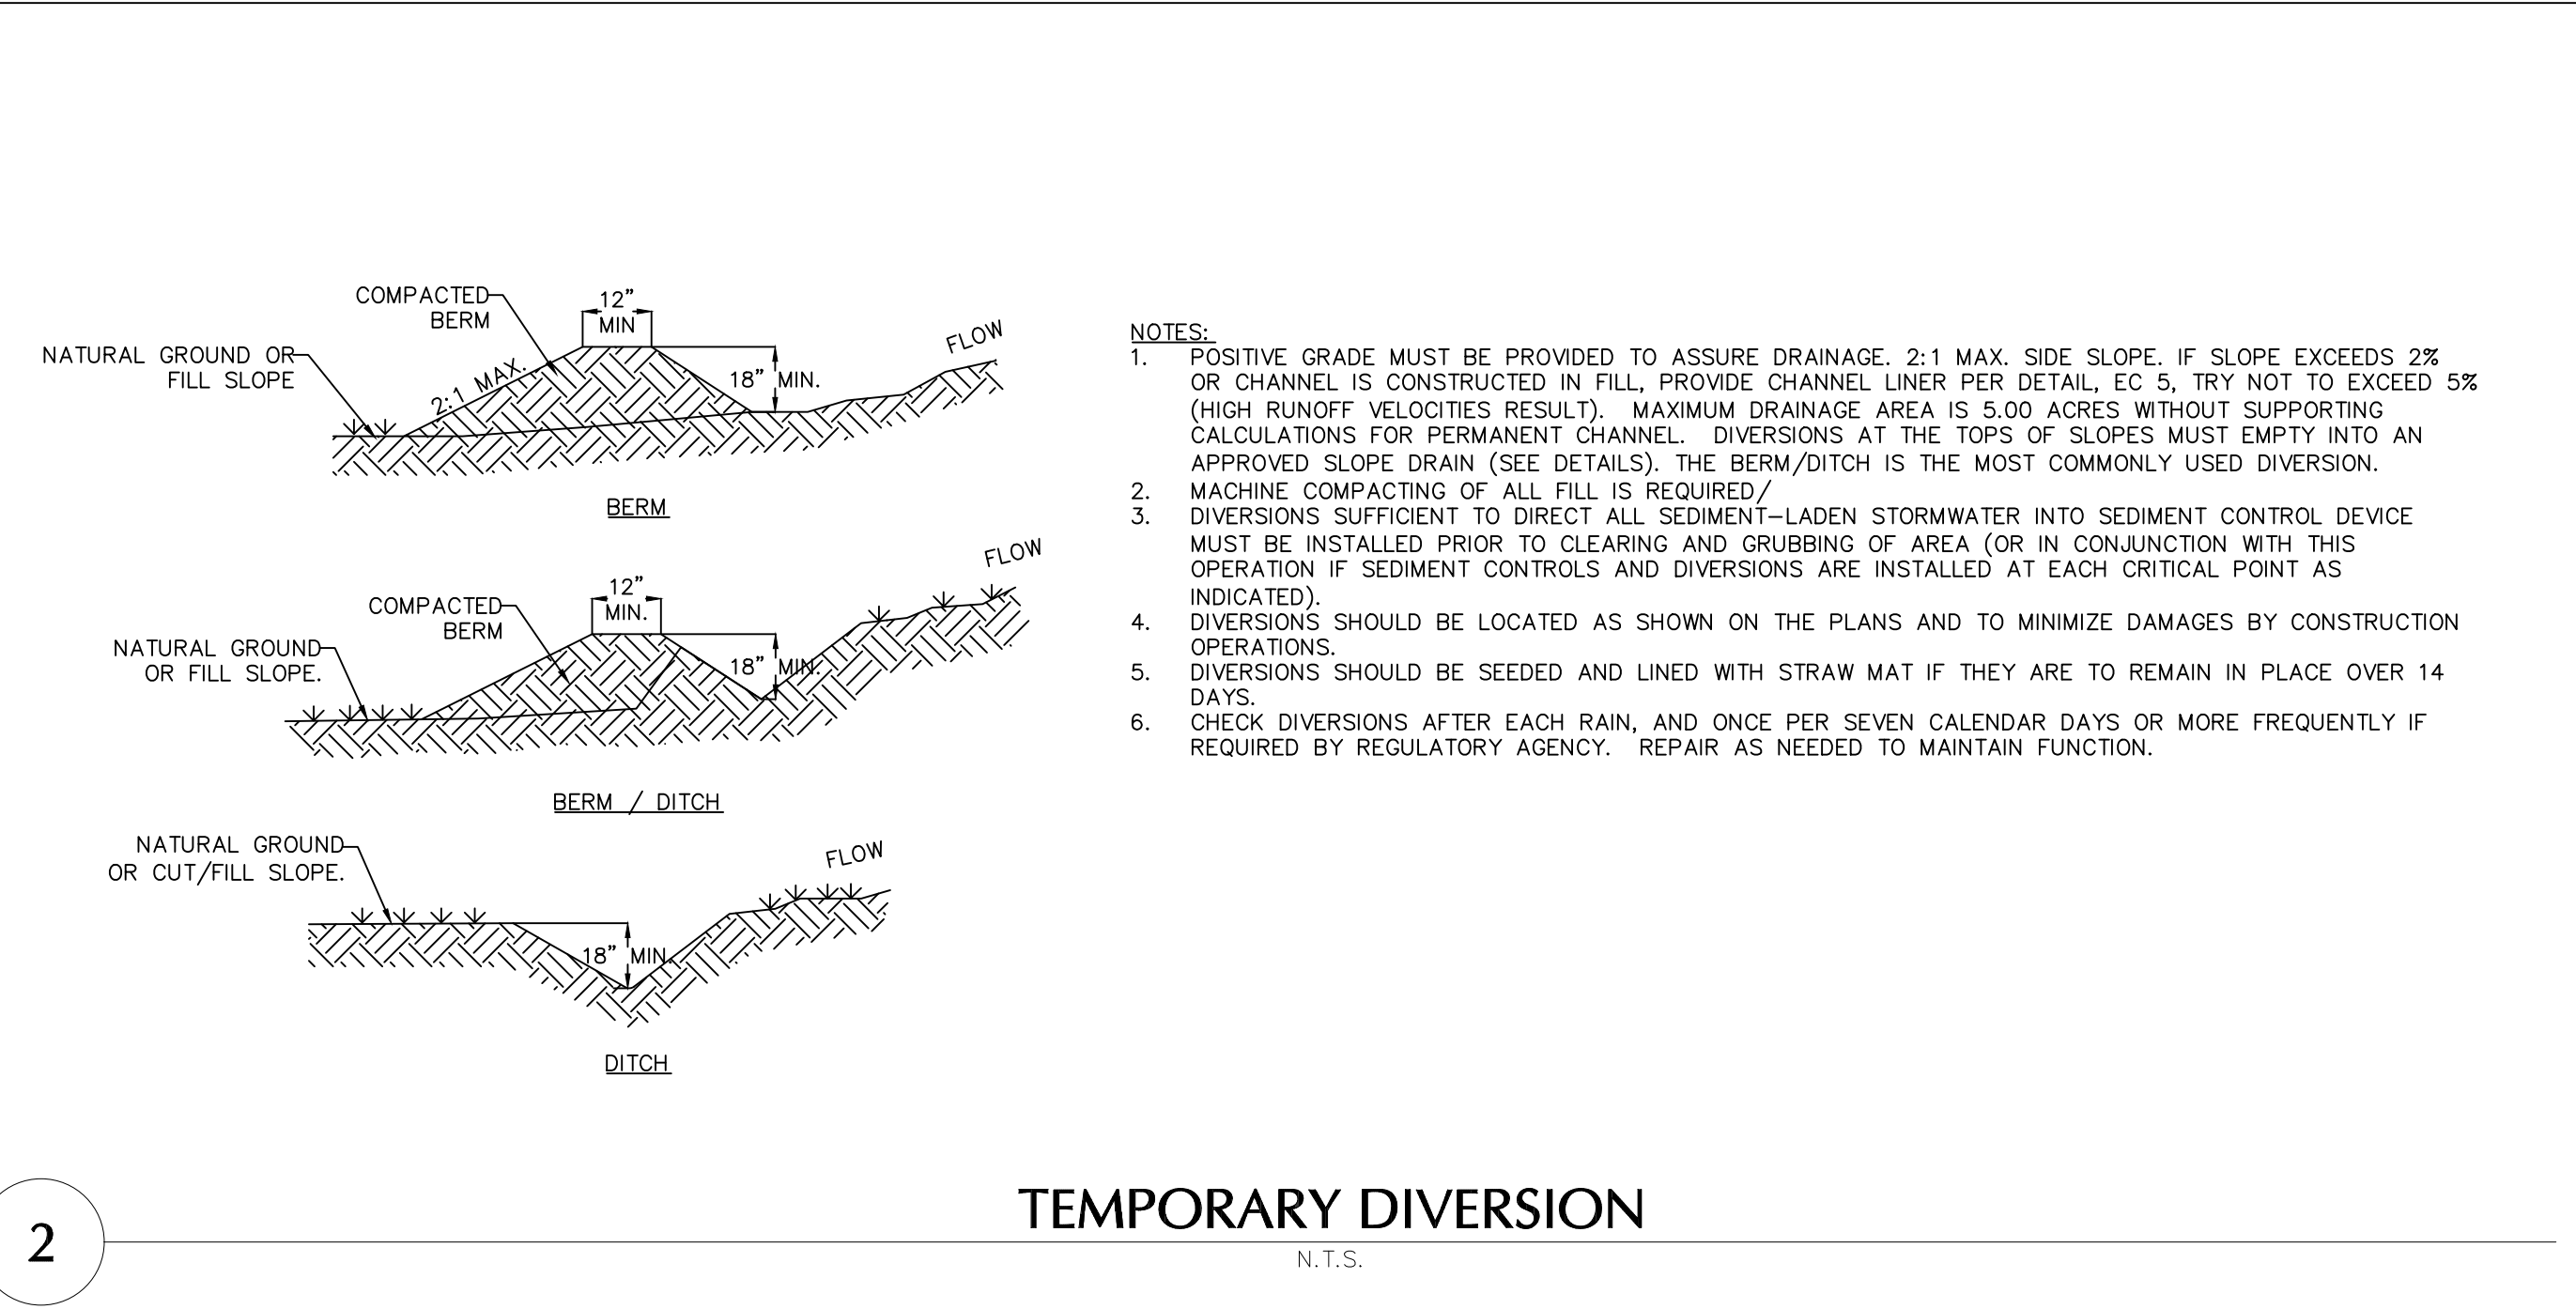 COMPACTED
BERM
12”
MIN
NATURAL GROUND OR
FILL SLOPE
2:1 MAX.
18” MIN.
FLOW
BERM
COMPACTED
BERM
12”
MIN.
NATURAL GROUND
OR FILL SLOPE.
18” MIN.
FLOW
BERM / DITCH
NATURAL GROUND
OR CUT/FILL SLOPE.
18” MIN.
FLOW
DITCH
NOTES:
1. POSITIVE GRADE MUST BE PROVIDED TO ASSURE DRAINAGE. 2:1 MAX. SIDE SLOPE. IF SLOPE EXCEEDS 2%
OR CHANNEL IS CONSTRUCTED IN FILL, PROVIDE CHANNEL LINER PER DETAIL, EC 5, TRY NOT TO EXCEED 5%
(HIGH RUNOFF VELOCITIES RESULT). MAXIMUM DRAINAGE AREA IS 5.00 ACRES WITHOUT SUPPORTING
CALCULATIONS FOR PERMANENT CHANNEL. DIVERSIONS AT THE TOPS OF SLOPES MUST EMPTY INTO AN
APPROVED SLOPE DRAIN (SEE DETAILS). THE BERM/DITCH IS THE MOST COMMONLY USED DIVERSION.
2. MACHINE COMPACTING OF ALL FILL IS REQUIRED/
3. DIVERSIONS SUFFICIENT TO DIRECT ALL SEDIMENT–LADEN STORMWATER INTO SEDIMENT CONTROL DEVICE
MUST BE INSTALLED PRIOR TO CLEARING AND GRUBBING OF AREA (OR IN CONJUNCTION WITH THIS
OPERATION IF SEDIMENT CONTROLS AND DIVERSIONS ARE INSTALLED AT EACH CRITICAL POINT AS
INDICATED).
4. DIVERSIONS SHOULD BE LOCATED AS SHOWN ON THE PLANS AND TO MINIMIZE DAMAGES BY CONSTRUCTION
OPERATIONS.
5. DIVERSIONS SHOULD BE SEEDED AND LINED WITH STRAW MAT IF THEY ARE TO REMAIN IN PLACE OVER 14
DAYS.
6. CHECK DIVERSIONS AFTER EACH RAIN, AND ONCE PER SEVEN CALENDAR DAYS OR MORE FREQUENTLY IF
REQUIRED BY REGULATORY AGENCY. REPAIR AS NEEDED TO MAINTAIN FUNCTION.
2
TEMPORARY DIVERSION
N.T.S.